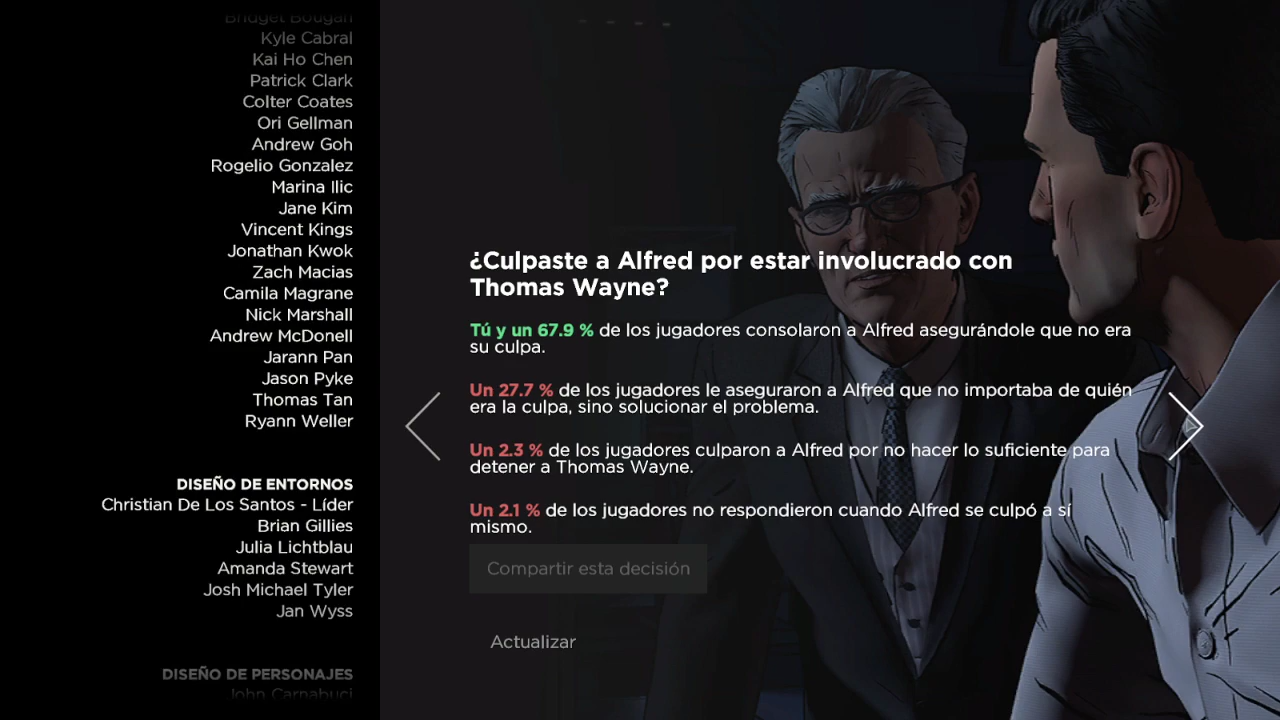 Bridget Bougan
Kyle Cabral
Kai Ho Chen
Patrick Clark
Colter Coates
Ori Gellman
Andrew Goh
Rogelio Gonzalez
Marina Ilic
Jane Kim
Vincent Kings
Jonathan Kwok
Zach Macias
Camila Magrane
Nick Marshall
Andrew McDonell
Jarann Pan
Jason Pyke
Thomas Tan
Ryann Weller
DISEÑO DE ENTORNOS
Christian De Los Santos - Líder
Brian Gillies
Julia Lichtblau
Amanda Stewart
Josh Michael Tyler
Jan Wyss
DISEÑO DE PERSONAJES
John Carnabuci
¿Culpaste a Alfred por estar involucrado con
Thomas Wayne?
Tú y un 67.9 % de los jugadores consolaron a Alfred asegurándole que no era
su culpa.
Un 27.7 % de los jugadores le aseguraron a Alfred que no importaba de quién
era la culpa, sino solucionar el problema.
Un 2.3 % de los jugadores culparon a Alfred por no hacer lo suficiente para
detener a Thomas Wayne.
Un 2.1 % de los jugadores no respondieron cuando Alfred se culpó a sí
mismo.
Compartir esta decisión
Actualizar